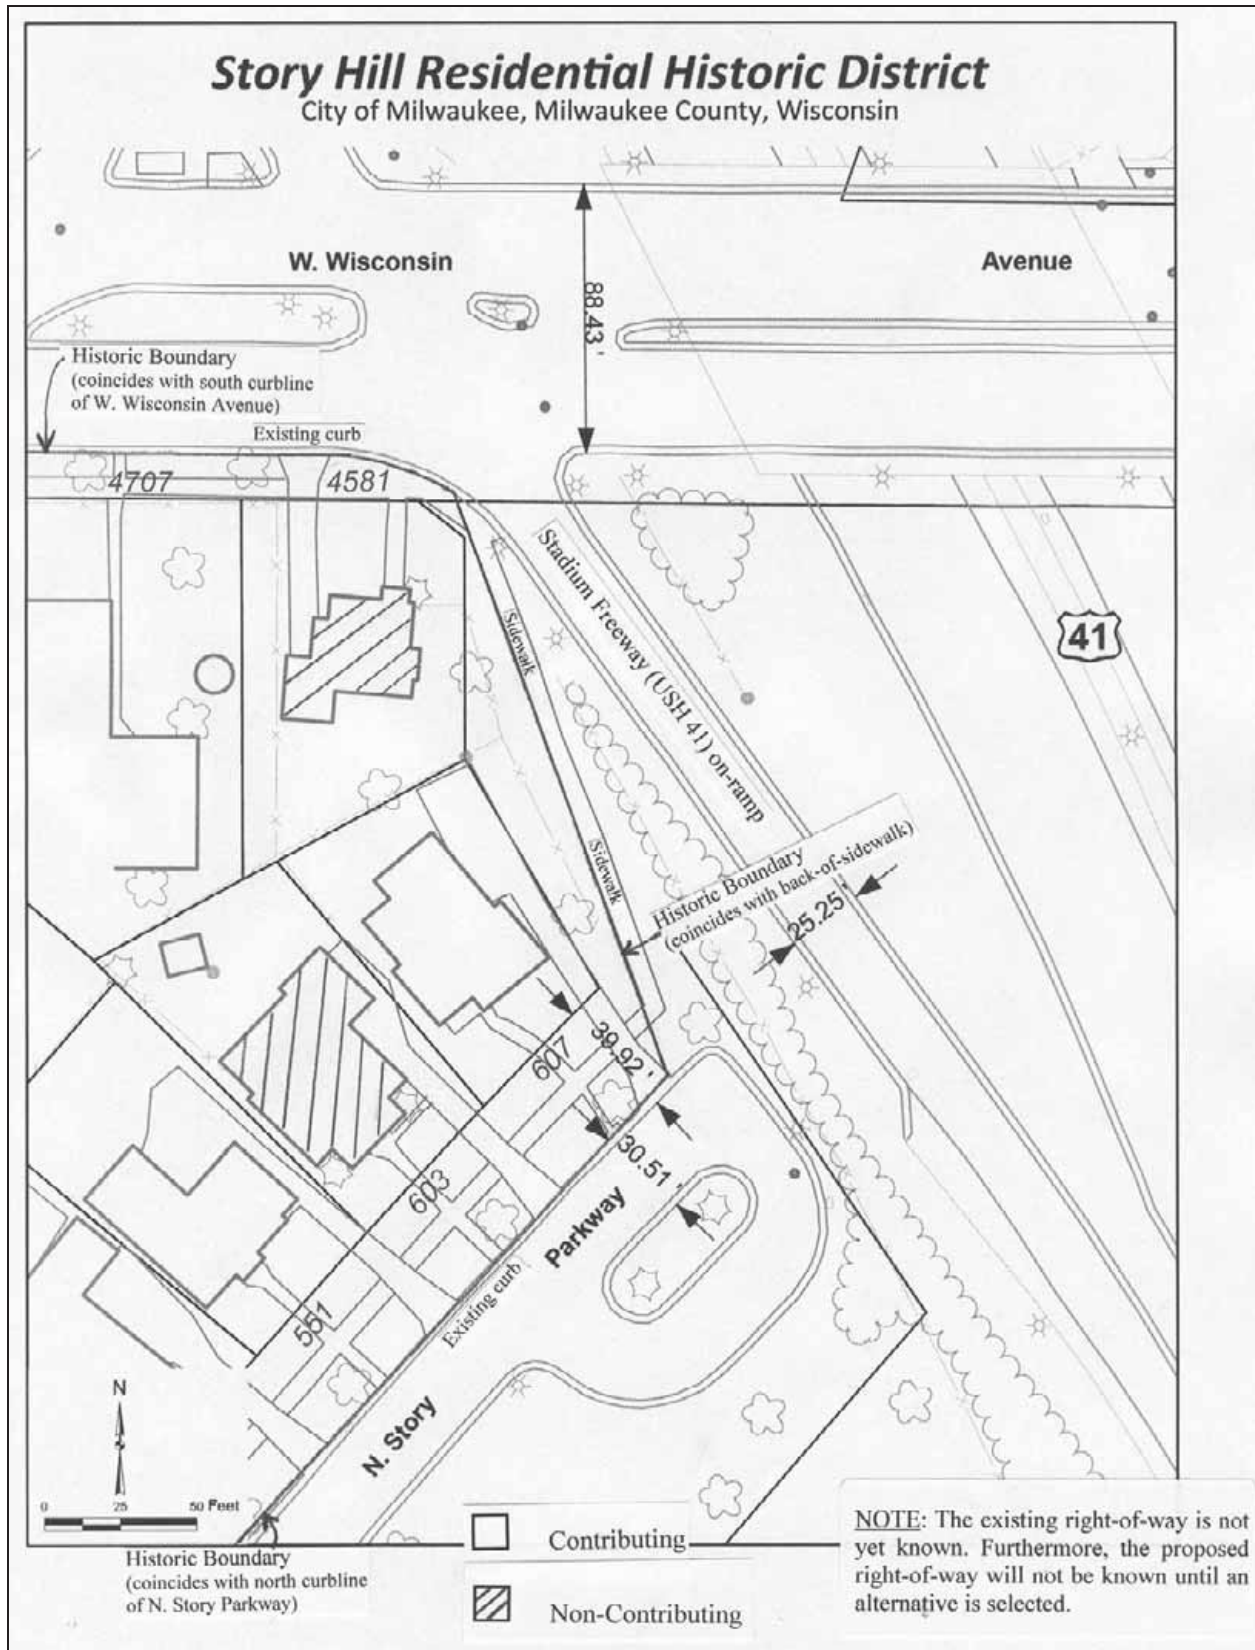 Story Hill Residential Historic District
City of Milwaukee, Milwaukee County, Wisconsin
W. Wisconsin
Avenue
88.43 '
Historic Boundary
(coincides with south curbline
of W. Wisconsin Avenue)
Existing curb
4707
4581
Stadium Freeway (USH 41) on-ramp
41
Sidewalk
Sidewalk
Historic Boundary
(coincides with back-of-sidewalk)
25.25 '
39.92 '
607
30.51 '
603
Parkway
Existing curb
551
N. Story
N
0 25 50 Feet
Historic Boundary
(coincides with north curbline
of N. Story Parkway)
Contributing
Non-Contributing
NOTE: The existing right-of-way is not
yet known. Furthermore, the proposed
right-of-way will not be known until an
alternative is selected.